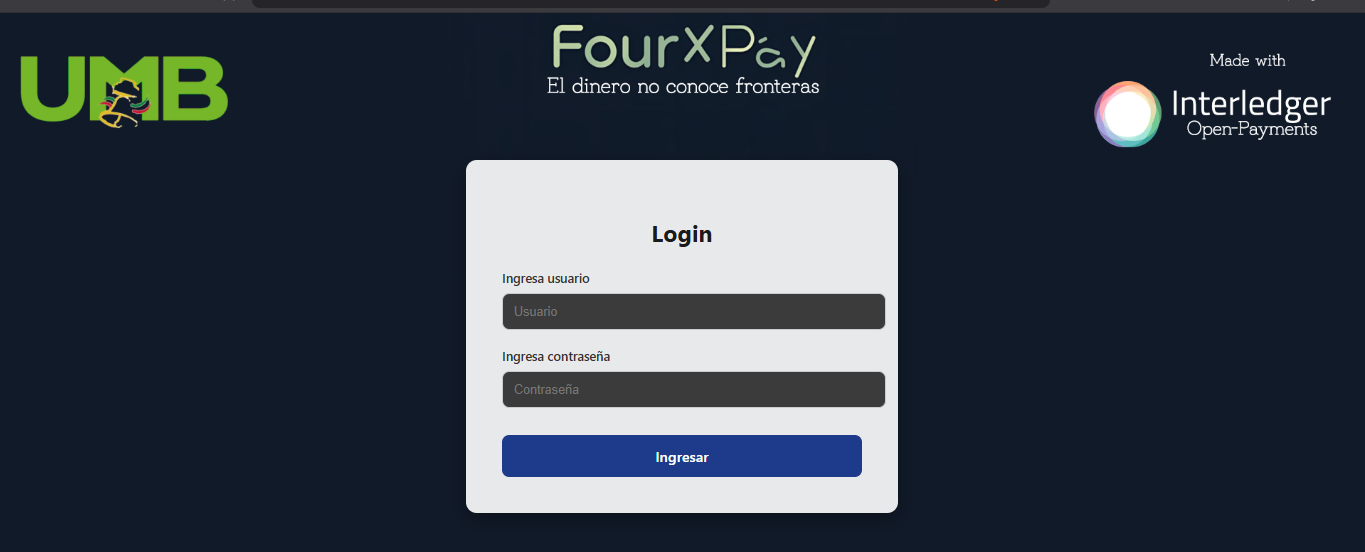 UMB
FourXPay
El dinero no conoce fronteras
Made with
Interledger
Open-Payments
Login
Ingresa usuario
Usuario
Ingresa contraseña
Contraseña
Ingresar